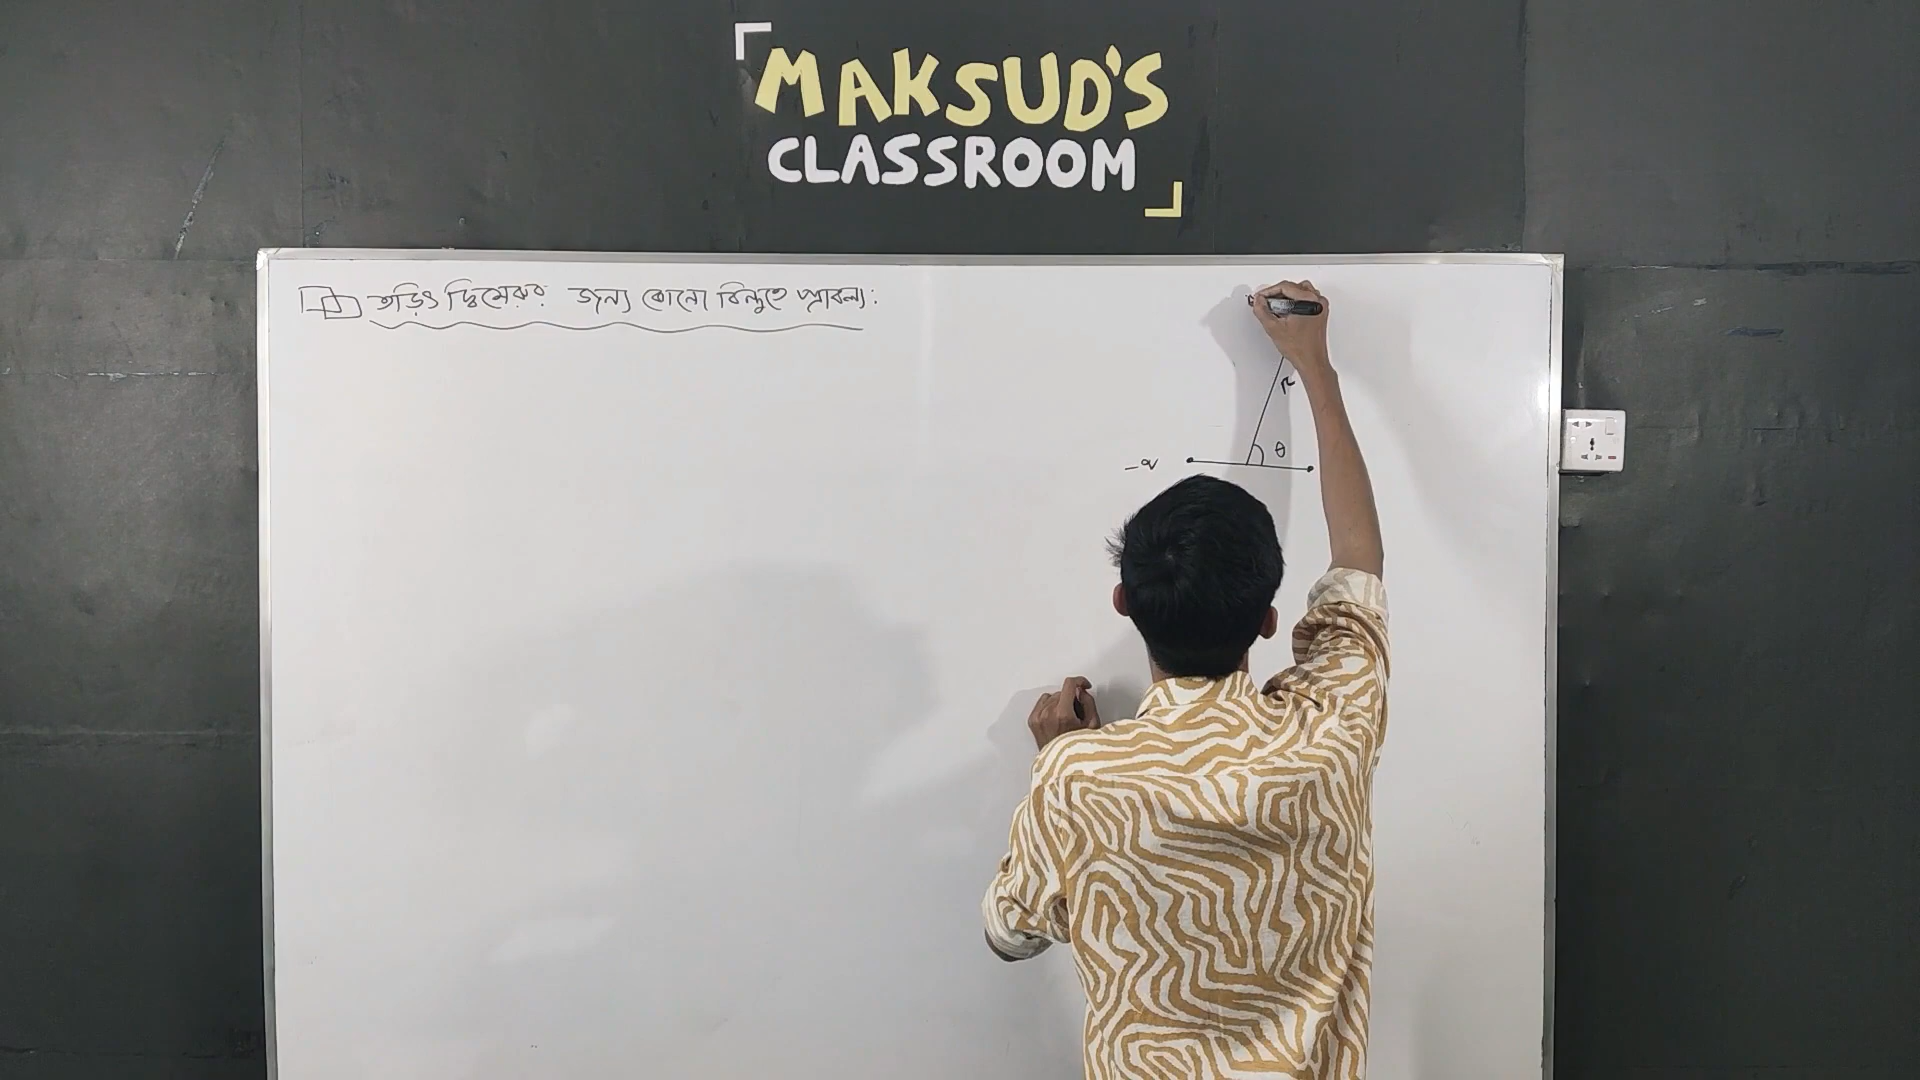 MAKSUD'S
CLASSROOM
তড়িৎ দ্বিমেরুর জন্য কোনো বিন্দুতে প্রাবল্য:
r
θ
-q